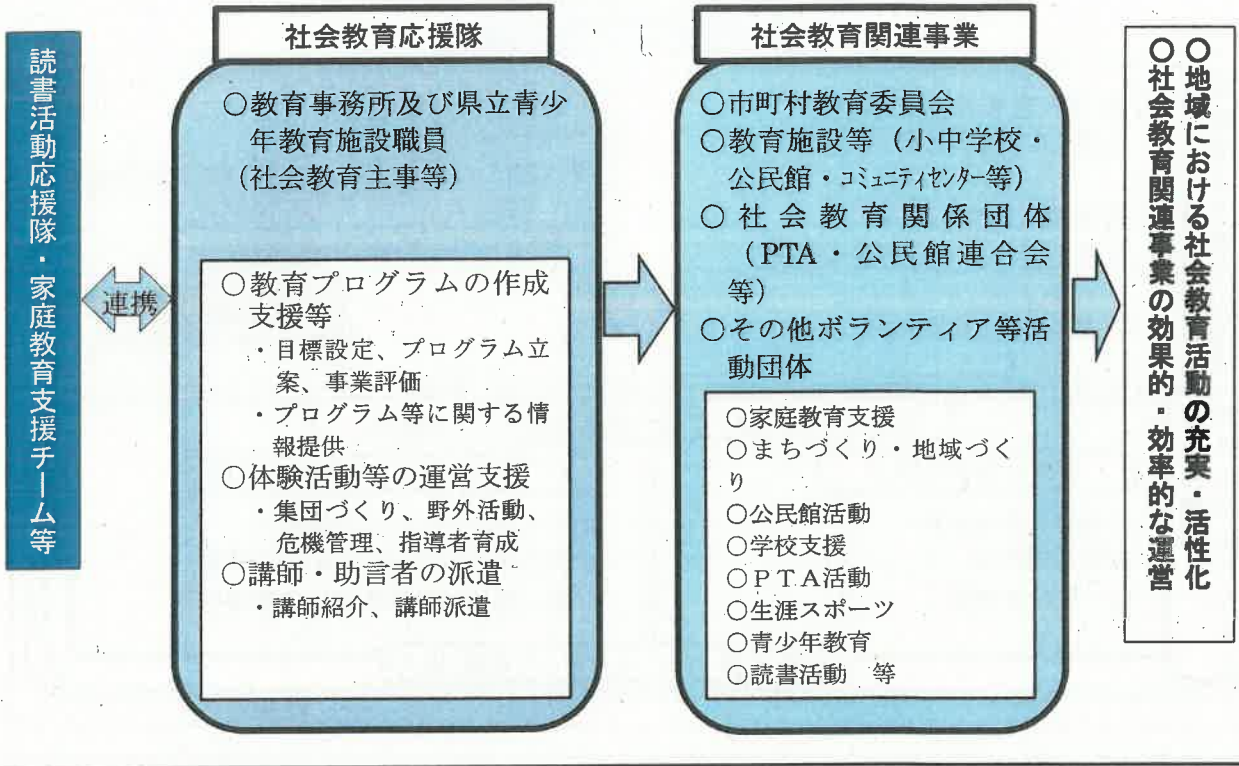 読書活動応援隊・家庭教育支援チーム等
連携
社会教育応援隊
○教育事務所及び県立青少
年教育施設職員
(社会教育主事等)
○教育プログラムの作成
支援等
・目標設定、プログラム立
案、事業評価
・プログラム等に関する情
報提供
○体験活動等の運営支援
・集団づくり、野外活動、
危機管理、指導者育成
○講師・助言者の派遣
・講師紹介、講師派遣
社会教育関連事業
○市町村教育委員会
○教育施設等（小中学校・
公民館・コミュニティセンター等）
○社会教育関係団体
（PTA・公民館連合会
等）
○その他ボランティア等活
動団体
○家庭教育支援
○まちづくり・地域づく
り
○公民館活動
○学校支援
○ＰＴＡ活動
○生涯スポーツ
○青少年教育
○読書活動　等
○地域における社会教育活動の充実・活性化
○社会教育関連事業の効果的・効率的な運営